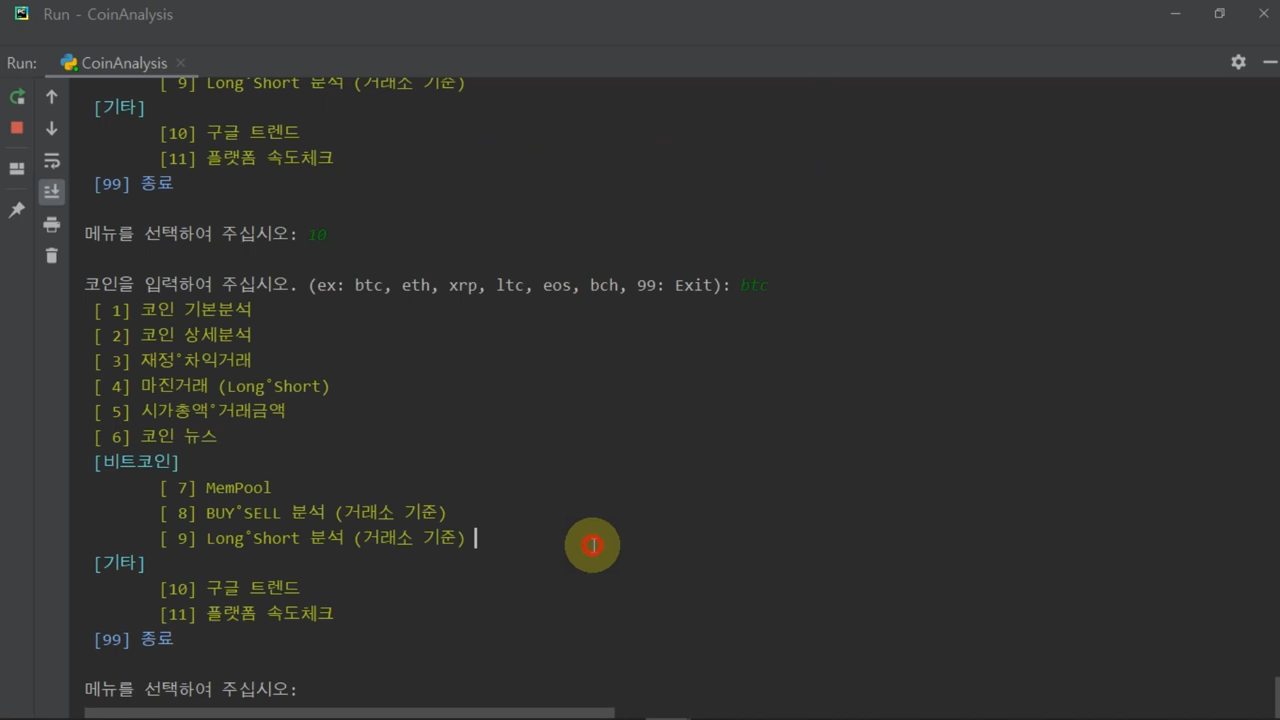 Run - CoinAnalysis
Run: CoinAnalysis
[ 9] Long˚Short 분석 (거래소 기준)
[기타]
[10] 구글 트렌드
[11] 플랫폼 속도체크
[99] 종료
메뉴를 선택하여 주십시오: 10
코인을 입력하여 주십시오. (ex: btc, eth, xrp, ltc, eos, bch, 99: Exit): btc
[ 1] 코인 기본분석
[ 2] 코인 상세분석
[ 3] 재정˚차익거래
[ 4] 마진거래 (Long˚Short)
[ 5] 시가총액˚거래금액
[ 6] 코인 뉴스
[비트코인]
[ 7] MemPool
[ 8] BUY˚SELL 분석 (거래소 기준)
[ 9] Long˚Short 분석 (거래소 기준)
[기타]
[10] 구글 트렌드
[11] 플랫폼 속도체크
[99] 종료
메뉴를 선택하여 주십시오: